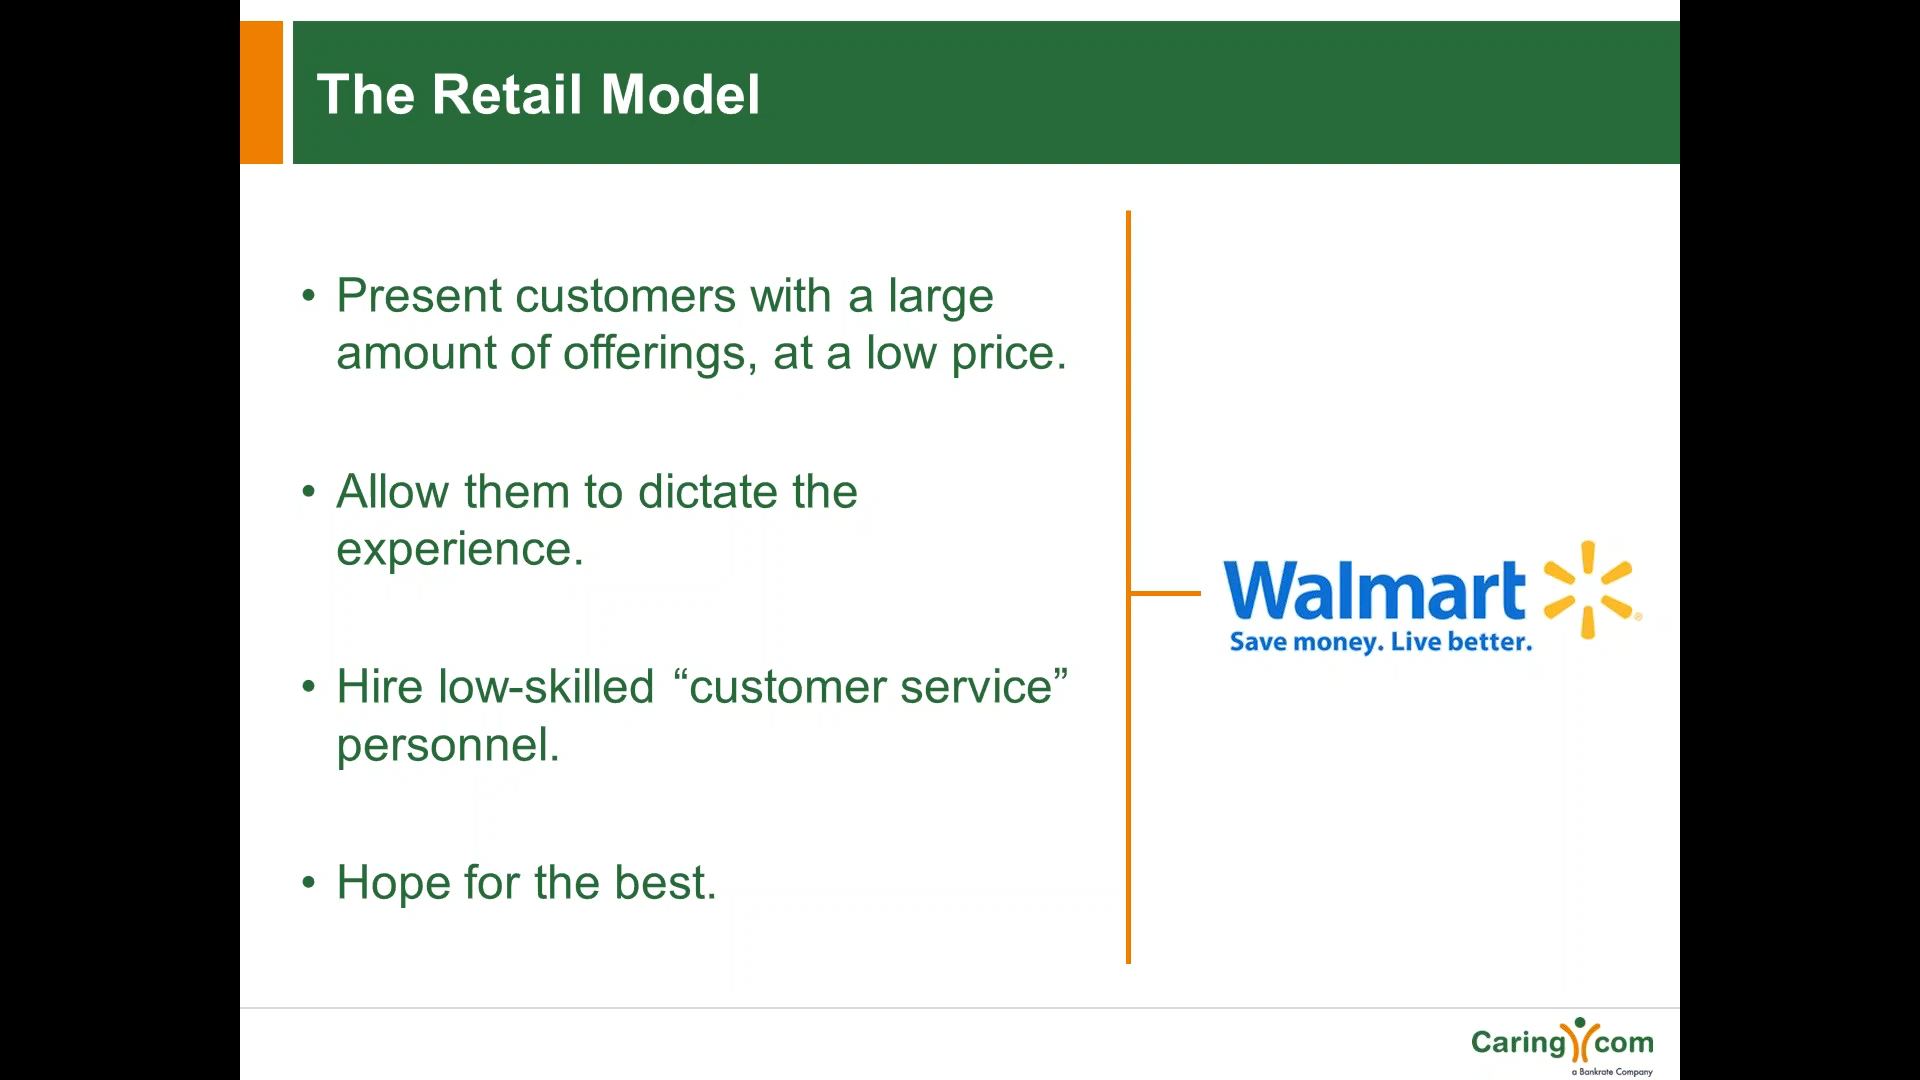 The Retail Model
• Present customers with a large
amount of offerings, at a low price.
• Allow them to dictate the
experience.
• Hire low-skilled “customer service”
personnel.
• Hope for the best.
Walmart
Save money. Live better.
Caring com
a Bankrate Company